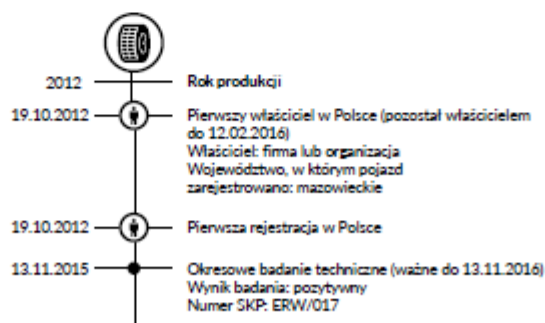 2012 Rok produkcji
19.10.2012 Pierwszy właściciel w Polsce (pozostał właścicielem
do 12.02.2016)
Właściciel: firma lub organizacja
Województwo, w którym pojazd
zarejestrowano: mazowieckie
19.10.2012 Pierwsza rejestracja w Polsce
13.11.2015 Okresowe badanie techniczne (ważne do 13.11.2016)
Wynik badania: pozytywny
Numer SKP: ERW/017